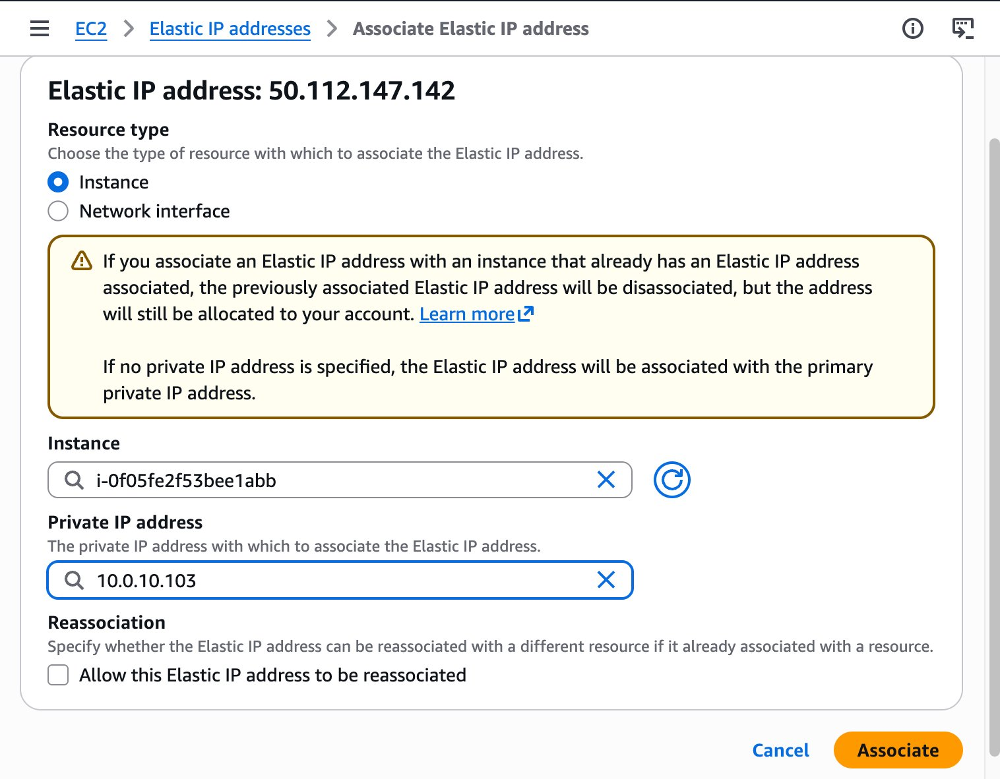 EC2 > Elastic IP addresses > Associate Elastic IP address
Elastic IP address: 50.112.147.142
Resource type
Choose the type of resource with which to associate the Elastic IP address.
Instance
Network interface
If you associate an Elastic IP address with an instance that already has an Elastic IP address
associated, the previously associated Elastic IP address will be disassociated, but the address
will still be allocated to your account. Learn more
If no private IP address is specified, the Elastic IP address will be associated with the primary
private IP address.
Instance
i-0f05fe2f53bee1abb
Private IP address
The private IP address with which to associate the Elastic IP address.
10.0.10.103
Reassociation
Specify whether the Elastic IP address can be reassociated with a different resource if it already associated with a resource.
Allow this Elastic IP address to be reassociated
Cancel
Associate